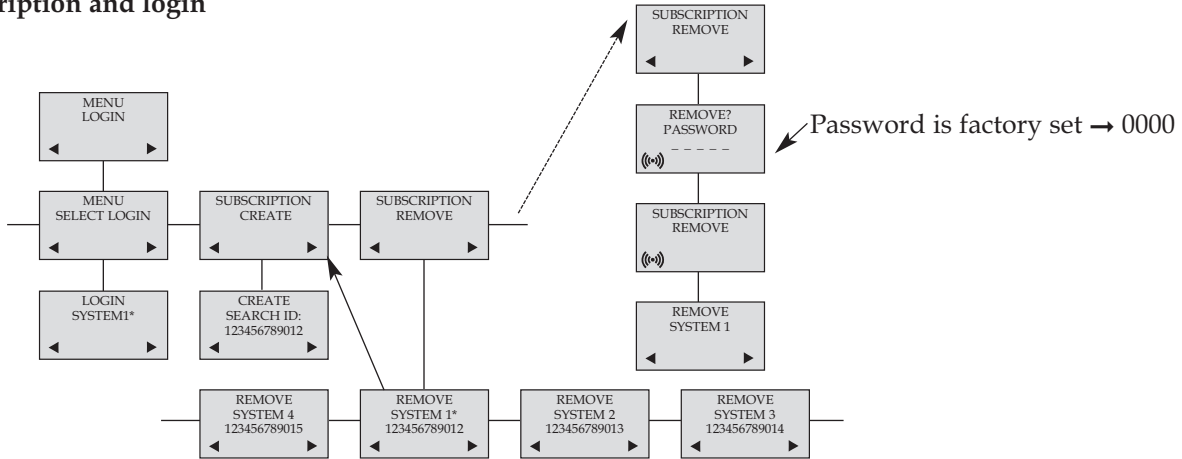 ription and login
SUBSCRIPTION
REMOVE
MENU
LOGIN
REMOVE?
PASSWORD
_ _ _ _ _
Password is factory set → 0000
MENU
SELECT LOGIN
SUBSCRIPTION
CREATE
SUBSCRIPTION
REMOVE
SUBSCRIPTION
REMOVE
LOGIN
SYSTEM1*
CREATE
SEARCH ID:
123456789012
REMOVE
SYSTEM 1
REMOVE
SYSTEM 4
123456789015
REMOVE
SYSTEM 1*
123456789012
REMOVE
SYSTEM 2
123456789013
REMOVE
SYSTEM 3
123456789014